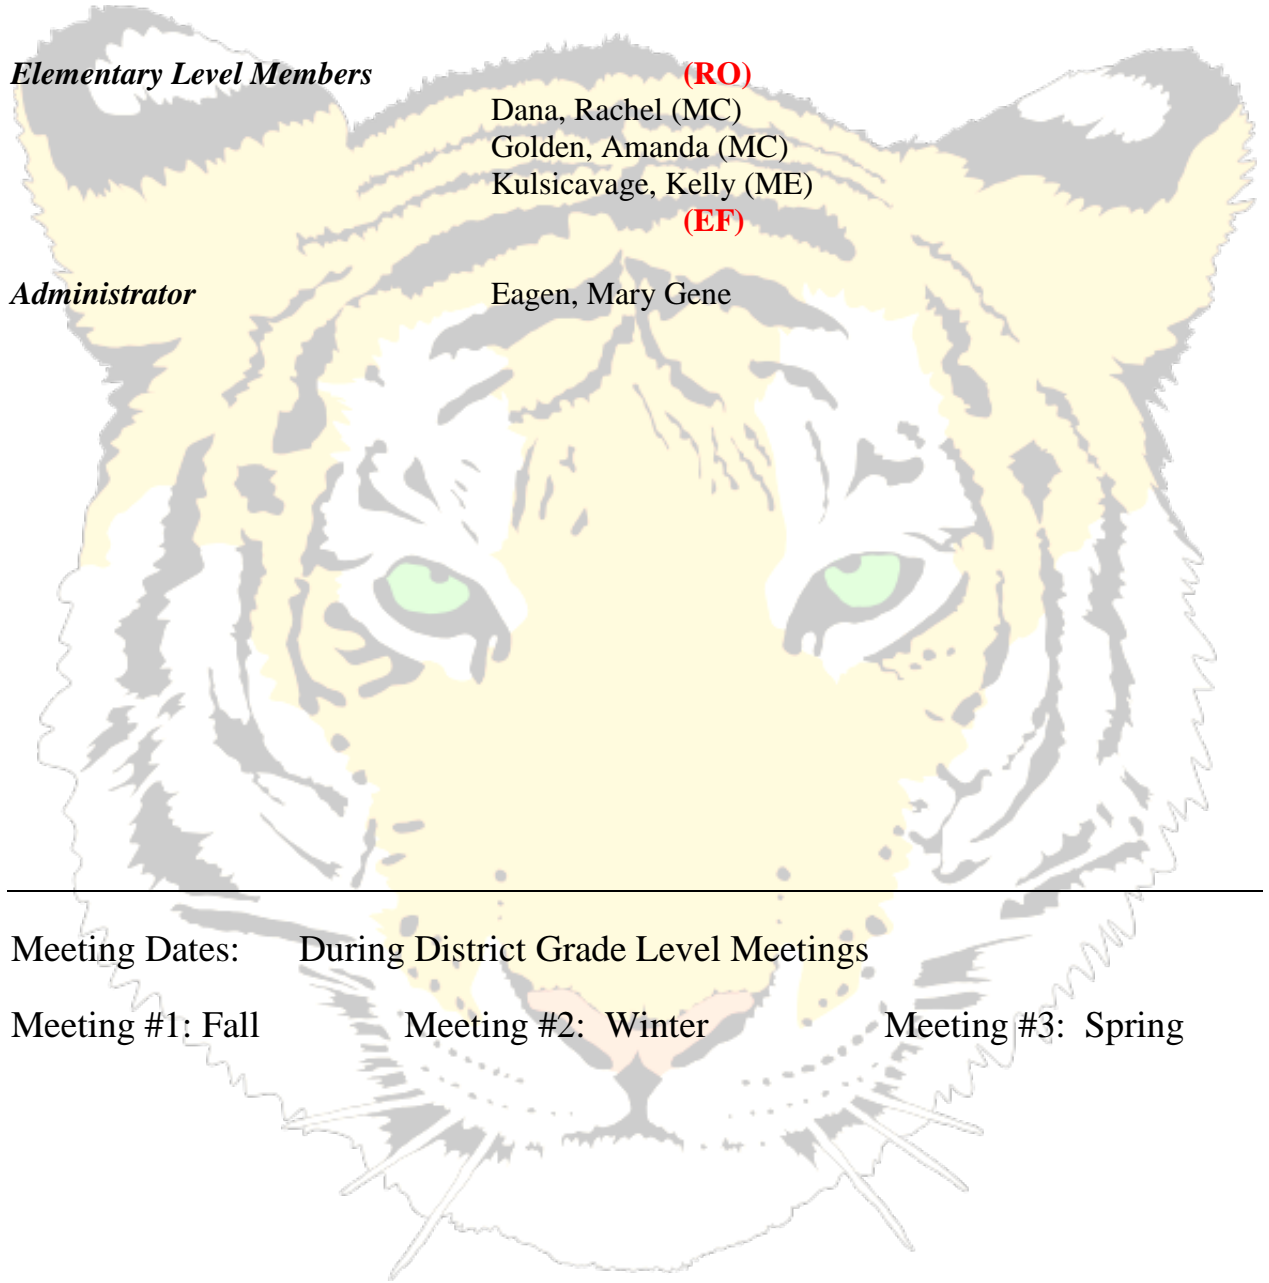 Elementary Level Members (RO)
Dana, Rachel (MC)
Golden, Amanda (MC)
Kulsicavage, Kelly (ME)
(EF)
Administrator Eagen, Mary Gene
Meeting Dates: During District Grade Level Meetings
Meeting #1: Fall Meeting #2: Winter Meeting #3: Spring